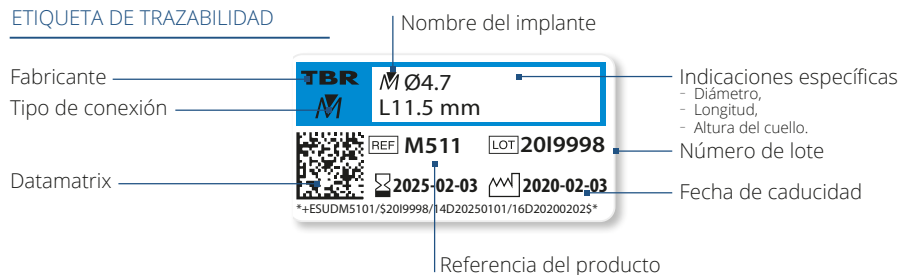 ETIQUETA DE TRAZABILIDAD
Nombre del implante
Fabricante
Tipo de conexión
Datamatrix
TBR
M
M Ø4.7
L11.5 mm
REF M511 LOT 20I9998
2025-02-03 2020-02-03
*+ESUDM5101/$20I9998/14D20250101/16D20200202$*
Indicaciones específicas
- Diámetro,
- Longitud,
- Altura del cuello.
Número de lote
Fecha de caducidad
Referencia del producto